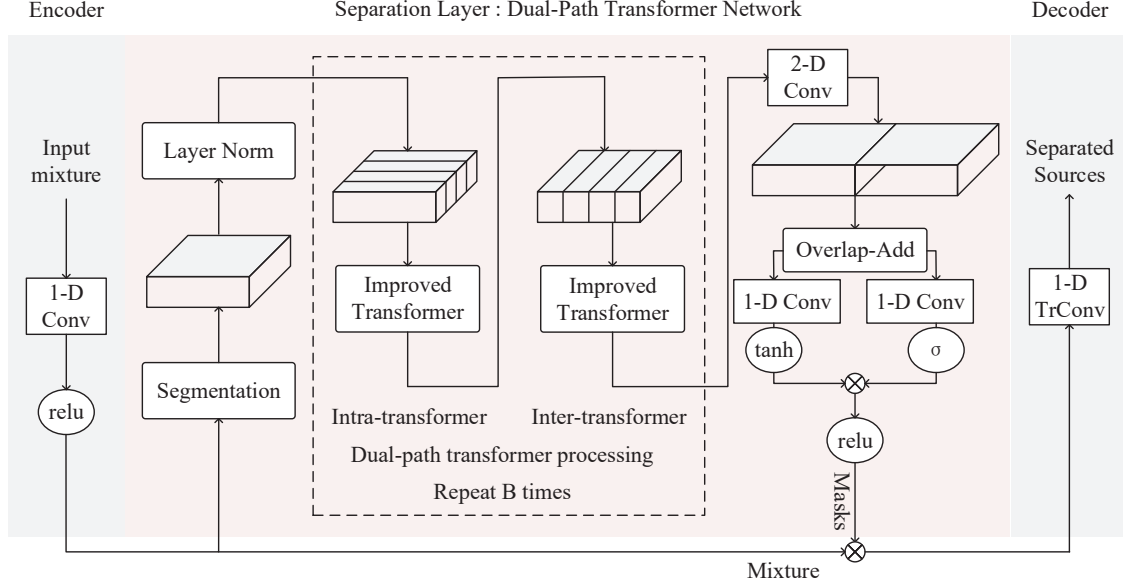 Encoder
Separation Layer : Dual-Path Transformer Network
Decoder
Input
mixture
1-D
Conv
relu
Layer Norm
Segmentation
Improved
Transformer
Intra-transformer
Improved
Transformer
Inter-transformer
Dual-path transformer processing
Repeat B times
2-D
Conv
Overlap-Add
1-D Conv
1-D Conv
tanh
σ
relu
Masks
Mixture
Separated
Sources
1-D
TrConv